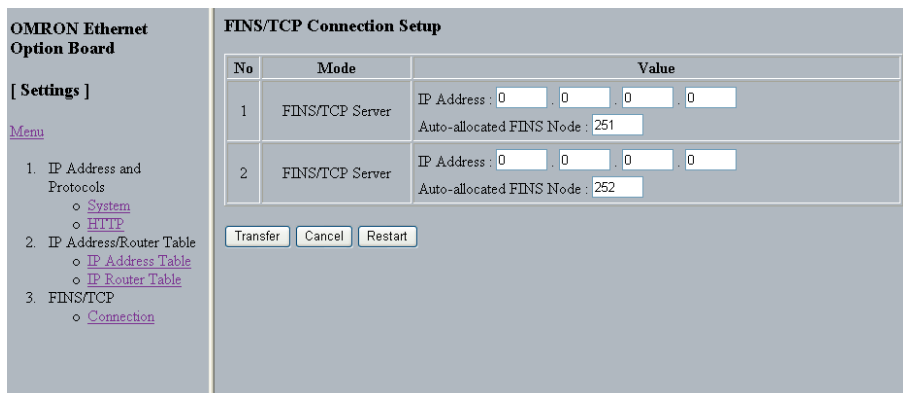 OMRON Ethernet
Option Board
[ Settings ]
Menu
1. IP Address and
Protocols
o System
o HTTP
2. IP Address/Router Table
o IP Address Table
o IP Router Table
3. FINS/TCP
o Connection
FINS/TCP Connection Setup
No Mode Value
1 FINS/TCP Server
IP Address : 0 . 0 . 0 . 0
Auto-allocated FINS Node : 251
2 FINS/TCP Server
IP Address : 0 . 0 . 0 . 0
Auto-allocated FINS Node : 252
Transfer Cancel Restart